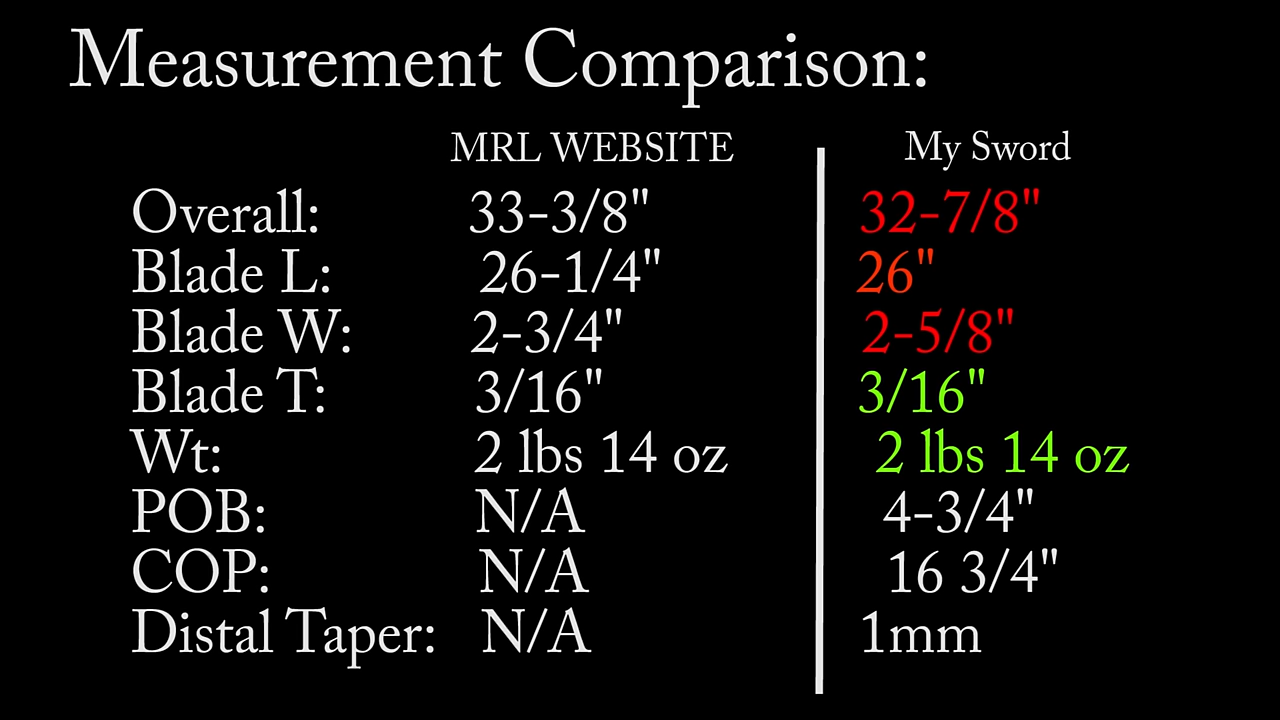 Measurement Comparison:
MRL WEBSITE My Sword
Overall: 33-3/8" 32-7/8"
Blade L: 26-1/4" 26"
Blade W: 2-3/4" 2-5/8"
Blade T: 3/16" 3/16"
Wt: 2 lbs 14 oz 2 lbs 14 oz
POB: N/A 4-3/4"
COP: N/A 16 3/4"
Distal Taper: N/A 1mm